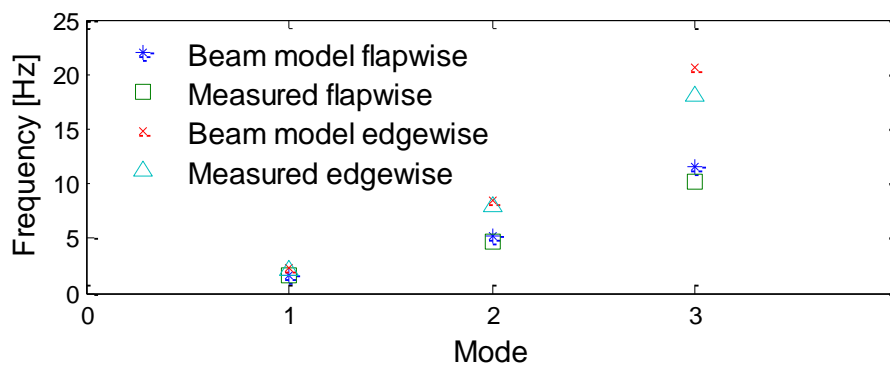 25
20
15
10
5
0
Frequency [Hz]
Beam model flapwise
Measured flapwise
Beam model edgewise
Measured edgewise
0 1 2 3
Mode